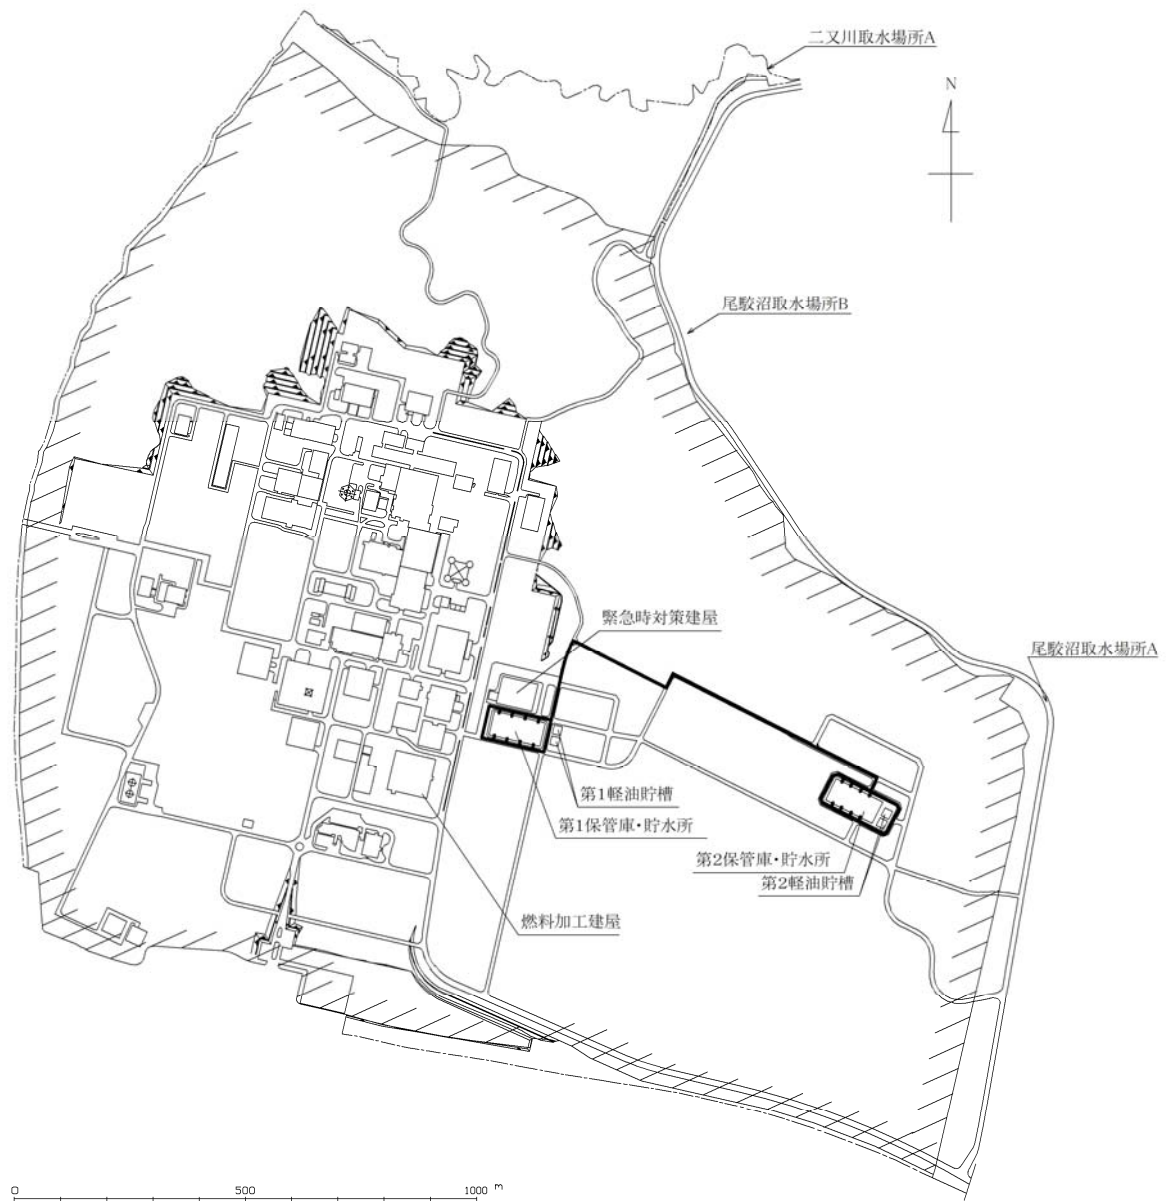 二又川取水場所A
N
尾駮沼取水場所B
緊急時対策建屋
尾駮沼取水場所A
第1軽油貯槽
第1保管庫・貯水所
第2保管庫・貯水所
第2軽油貯槽
燃料加工建屋
0 500 1000 m